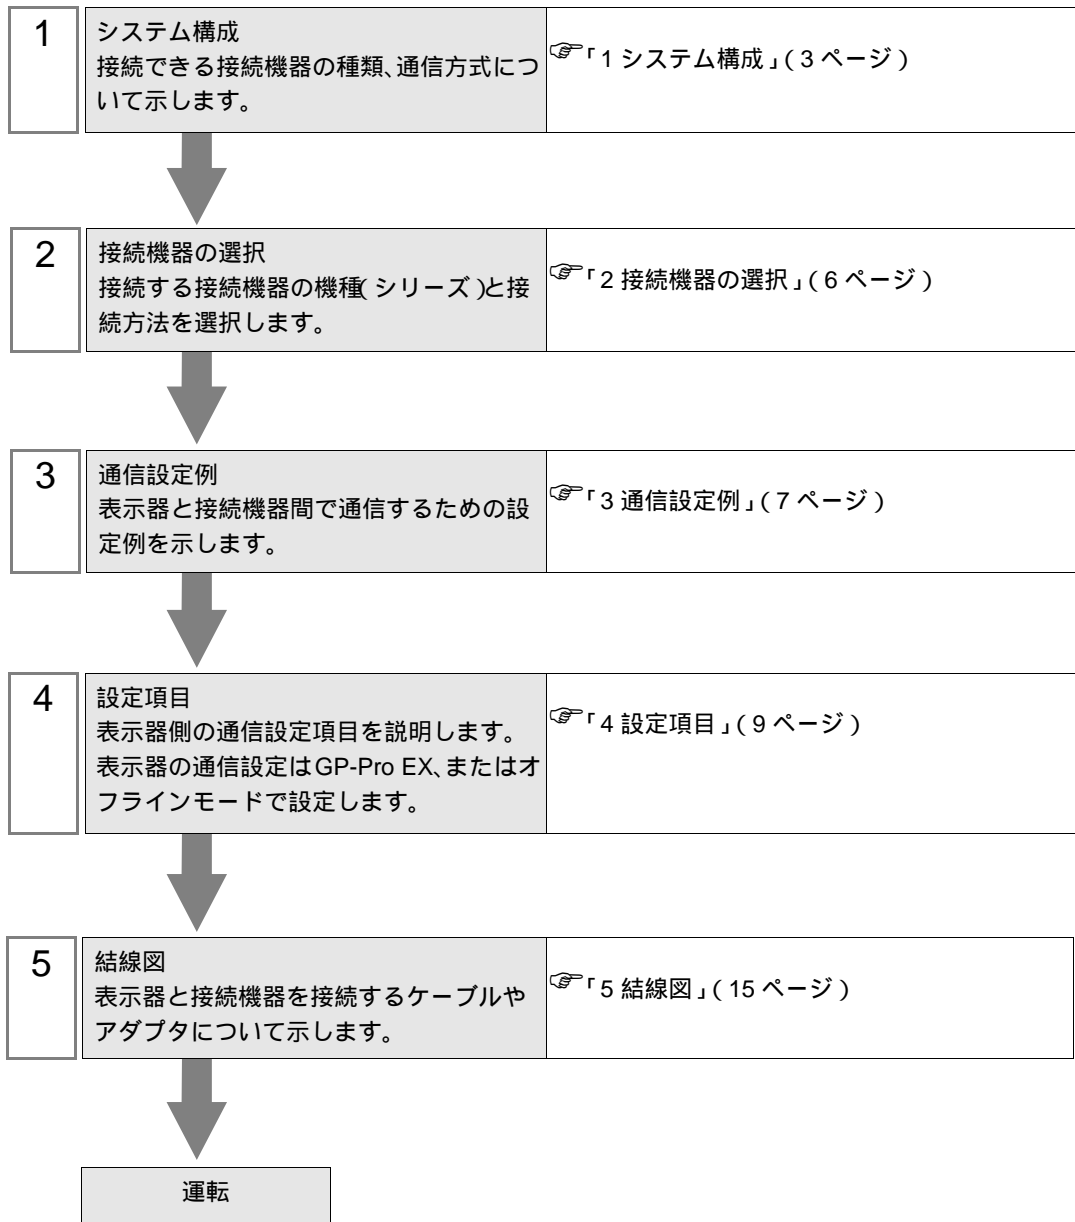 1
システム構成
接続できる接続機器の種類、通信方式につ
いて示します。
☞「1 システム構成」(3 ページ)
2
接続機器の選択
接続する接続機器の機種(シリーズ)と接
続方法を選択します。
☞「2 接続機器の選択」(6 ページ)
3
通信設定例
表示器と接続機器間で通信するための設
定例を示します。
☞「3 通信設定例」(7 ページ)
4
設定項目
表示器側の通信設定項目を説明します。
表示器の通信設定はGP-Pro EX、またはオ
フラインモードで設定します。
☞「4 設定項目」(9 ページ)
5
結線図
表示器と接続機器を接続するケーブルや
アダプタについて示します。
☞「5 結線図」(15 ページ)
運転